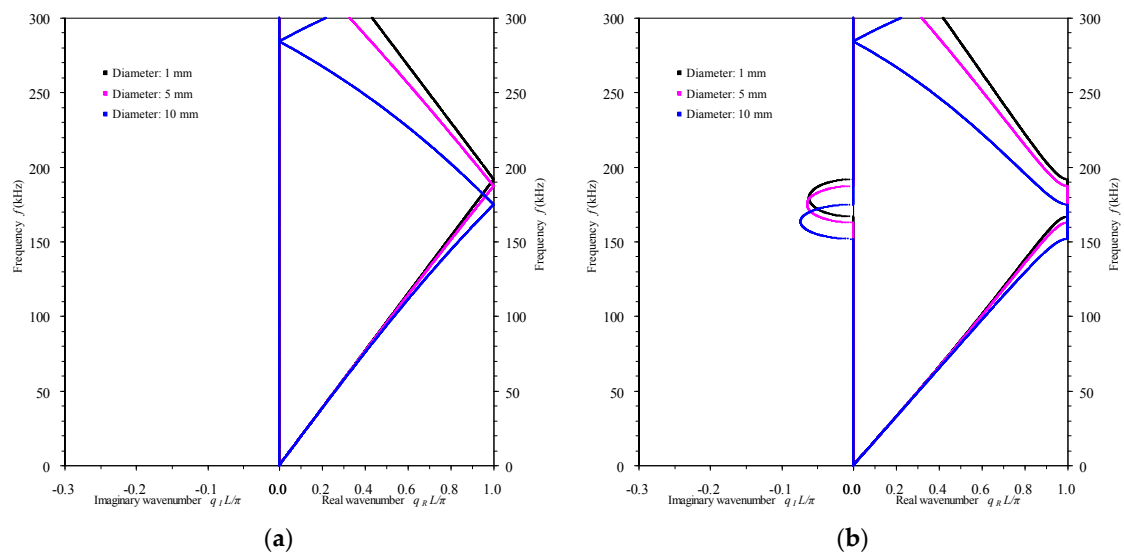 300
250
200
150
100
50
0
Frequency f (kHz)
Diameter: 1 mm
Diameter: 5 mm
Diameter: 10 mm
300
250
200
150
100
50
0
Frequency f (kHz)
-0.3 -0.1 0.0 0.2 0.4 0.6 0.8 1.0
Imaginary wavenumber q I L/π Real wavenumber q R L/π
(a)
300
250
200
150
100
50
0
Frequency f (kHz)
Diameter: 1 mm
Diameter: 5 mm
Diameter: 10 mm
300
250
200
150
100
50
0
Frequency f (kHz)
-0.3 -0.2 -0.1 0.0 0.2 0.4 0.6 0.8 1.0
Imaginary wavenumber q I L/π Real wavenumber q R L/π
(b)